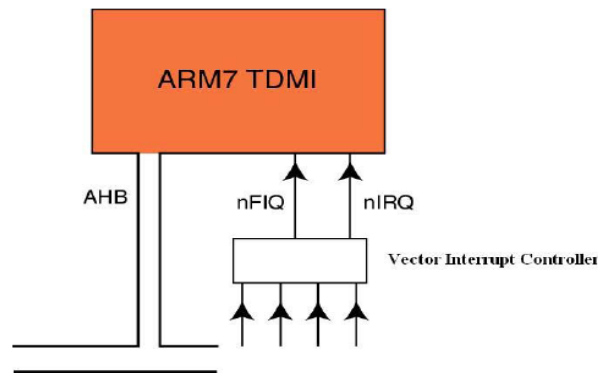 ARM7 TDMI
AHB
nFIQ
nIRQ
Vector Interrupt Controller